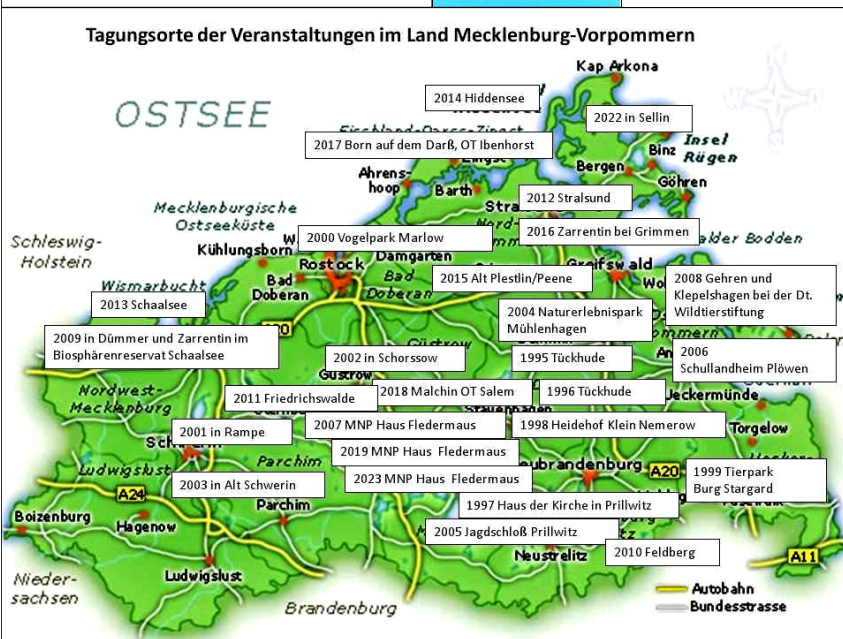 Tagungsorte der Veranstaltungen im Land Mecklenburg-Vorpommern
Kap Arkona
N
W
O
S
OSTSEE
2014 Hiddensee
2022 in Sellin
Fischland-Darss-Zingst
2017 Born auf dem Darß, OT Ibenhorst
Binz
Insel
Rügen
Bergen
Ahrens-
hoop
Barth
Göhren
2012 Stralsund
Mecklenburgische
Ostseeküste
2016 Zarrentin bei Grimmen
2000 Vogelpark Marlow
Schleswig-
Holstein
Kühlungsborn
Damgarten
Bodden
Rostock
Greifswald
Bad
Doberan
Bad
Doberan
2015 Alt Plestlin/Peene
2008 Gehren und
Klepelshagen bei der Dt.
Wildtierstiftung
Wismarbucht
2013 Schaalsee
2004 Naturerlebnispark
Mühlenhagen
2009 in Dümmer und Zarrentin im
Biosphärenreservat Schaalsee
Güstrow
2002 in Schorssow
1995 Tückhude
2006
Schullandheim Plöwen
Güstrow
Nordwest-
Mecklenburg
2011 Friedrichswalde
2018 Malchin OT Salem
1996 Tückhude
Ueckermünde
2001 in Rampe
2007 MNP Haus Fledermaus
1998 Heidehof Klein Nemerow
Torgelow
2019 MNP Haus Fledermaus
Ludwigslust
Parchim
2003 in Alt Schwerin
2023 MNP Haus Fledermaus
A20
1999 Tierpark
Burg Stargard
A24
1997 Haus der Kirche in Prillwitz
Boizenburg
Hagenow
Parchim
2005 Jagdschloß Prillwitz
Neustrelitz
2010 Feldberg
A11
Ludwigslust
Nieder-
sachsen
Brandenburg
Autobahn
Bundesstrasse